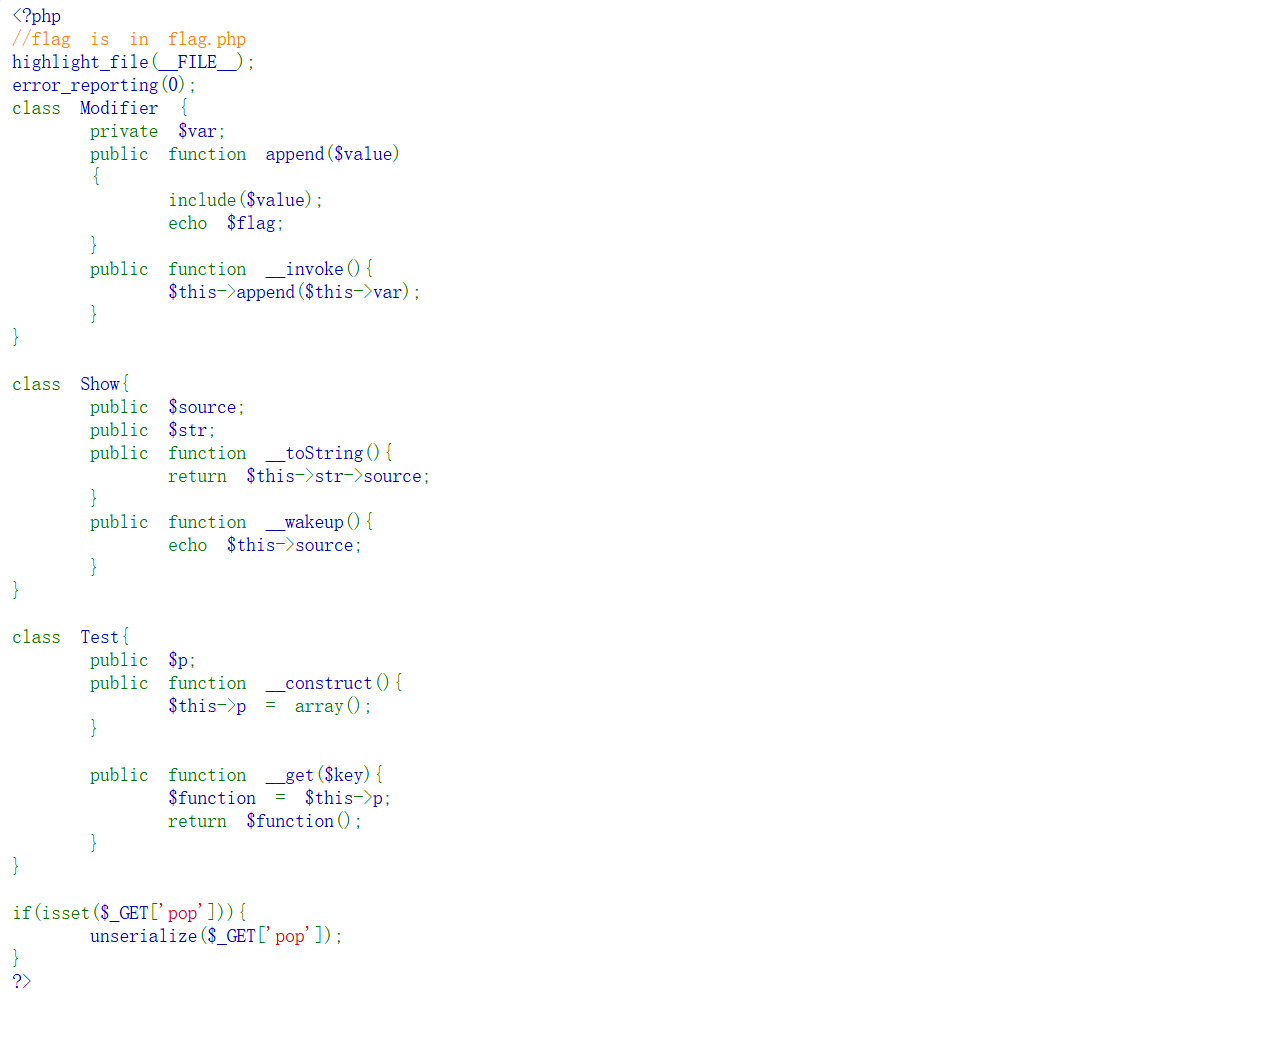 <?php
//flag is in flag.php
highlight_file(__FILE__);
error_reporting(0);
class Modifier {
        private $var;
        public function append($value)
        {
                include($value);
                echo $flag;
        }
        public function __invoke(){
                $this->append($this->var);
        }
}

class Show{
        public $source;
        public $str;
        public function __toString(){
                return $this->str->source;
        }
        public function __wakeup(){
                echo $this->source;
        }
}

class Test{
        public $p;
        public function __construct(){
                $this->p = array();
        }

        public function __get($key){
                $function = $this->p;
                return $function();
        }
}

if(isset($_GET['pop'])){
        unserialize($_GET['pop']);
}
?>